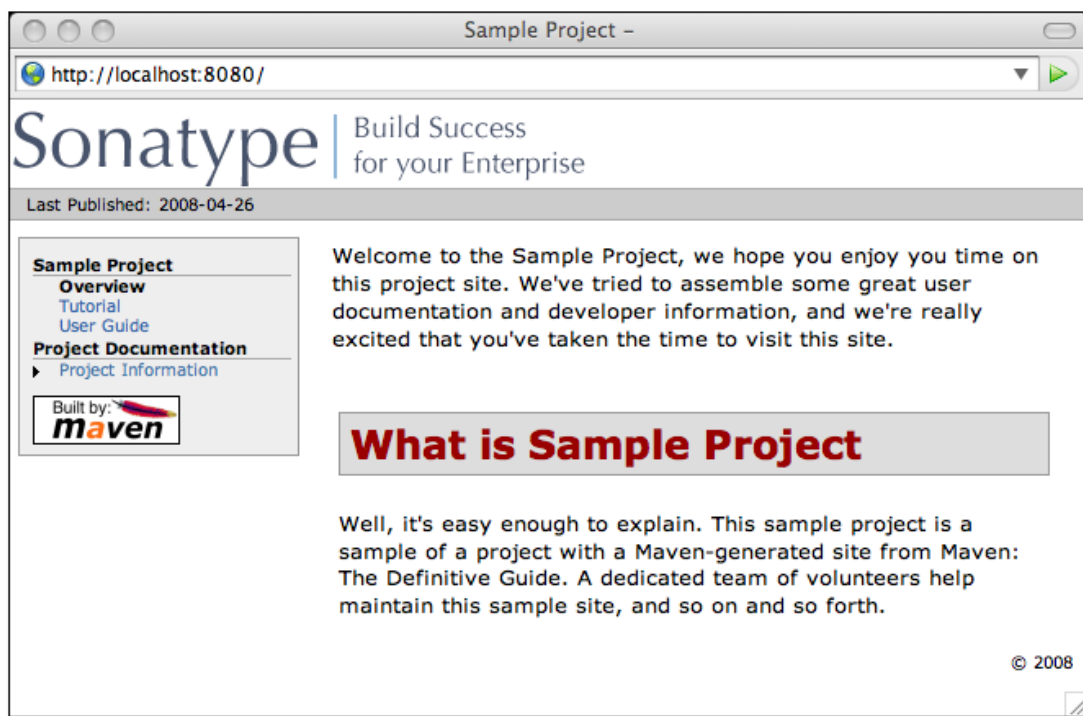 Sample Project –
http://localhost:8080/
Sonatype
Build Success
for your Enterprise
Last Published: 2008-04-26
Sample Project
Overview
Tutorial
User Guide
Project Documentation
Project Information
Built by:
maven
Welcome to the Sample Project, we hope you enjoy you time on
this project site. We've tried to assemble some great user
documentation and developer information, and we're really
excited that you've taken the time to visit this site.
What is Sample Project
Well, it's easy enough to explain. This sample project is a
sample of a project with a Maven-generated site from Maven:
The Definitive Guide. A dedicated team of volunteers help
maintain this sample site, and so on and so forth.
© 2008